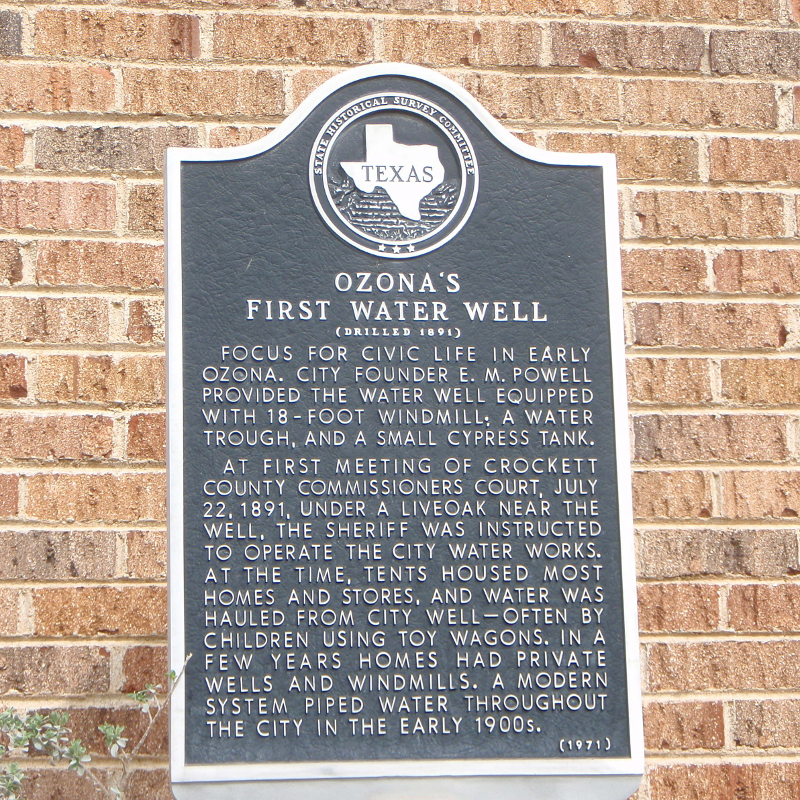 STATE HISTORICAL SURVEY COMMITTEE
TEXAS
OZONA'S
FIRST WATER WELL
(DRILLED 1891)
FOCUS FOR CIVIC LIFE IN EARLY
OZONA. CITY FOUNDER E. M. POWELL
PROVIDED THE WATER WELL EQUIPPED
WITH 18-FOOT WINDMILL; A WATER
TROUGH, AND A SMALL CYPRESS TANK.
AT FIRST MEETING OF CROCKETT
COUNTY COMMISSIONERS COURT, JULY
22, 1891, UNDER A LIVEOAK NEAR THE
WELL, THE SHERIFF WAS INSTRUCTED
TO OPERATE THE CITY WATER WORKS.
AT THE TIME, TENTS HOUSED MOST
HOMES AND STORES, AND WATER WAS
HAULED FROM CITY WELL—OFTEN BY
CHILDREN USING TOY WAGONS. IN A
FEW YEARS HOMES HAD PRIVATE
WELLS AND WINDMILLS. A MODERN
SYSTEM PIPED WATER THROUGHOUT
THE CITY IN THE EARLY 1900s.
(1971)